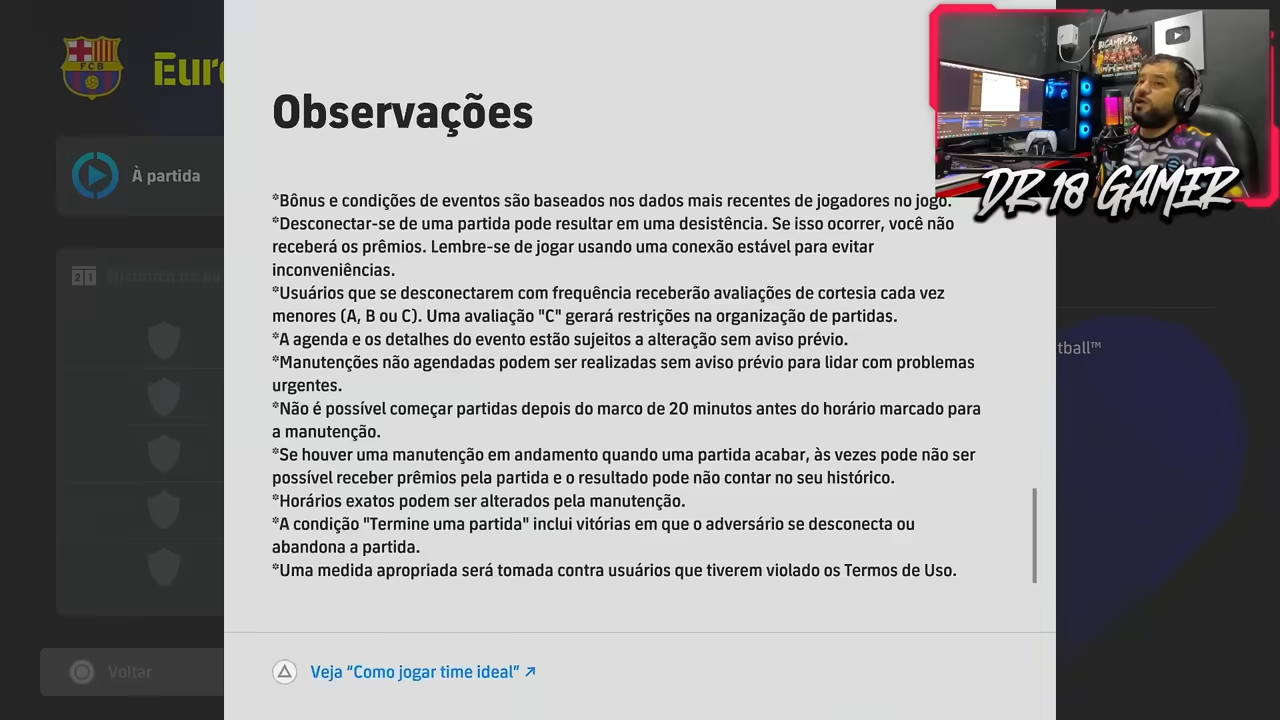 FCB
Euro
À partida
21
Voltar
Observações
*Bônus e condições de eventos são baseados nos dados mais recentes de jogadores no jogo.
*Desconectar-se de uma partida pode resultar em uma desistência. Se isso ocorrer, você não
receberá os prêmios. Lembre-se de jogar usando uma conexão estável para evitar
inconveniências.
*Usuários que se desconectarem com frequência receberão avaliações de cortesia cada vez
menores (A, B ou C). Uma avaliação "C" gerará restrições na organização de partidas.
*A agenda e os detalhes do evento estão sujeitos a alteração sem aviso prévio.
*Manutenções não agendadas podem ser realizadas sem aviso prévio para lidar com problemas
urgentes.
*Não é possível começar partidas depois do marco de 20 minutos antes do horário marcado para
a manutenção.
*Se houver uma manutenção em andamento quando uma partida acabar, às vezes pode não ser
possível receber prêmios pela partida e o resultado pode não contar no seu histórico.
*Horários exatos podem ser alterados pela manutenção.
*A condição "Termine uma partida" inclui vitórias em que o adversário se desconecta ou
abandona a partida.
*Uma medida apropriada será tomada contra usuários que tiverem violado os Termos de Uso.
Veja “Como jogar time ideal” ↗
BICAMPEÃO
DR 18 GAMER
tball™